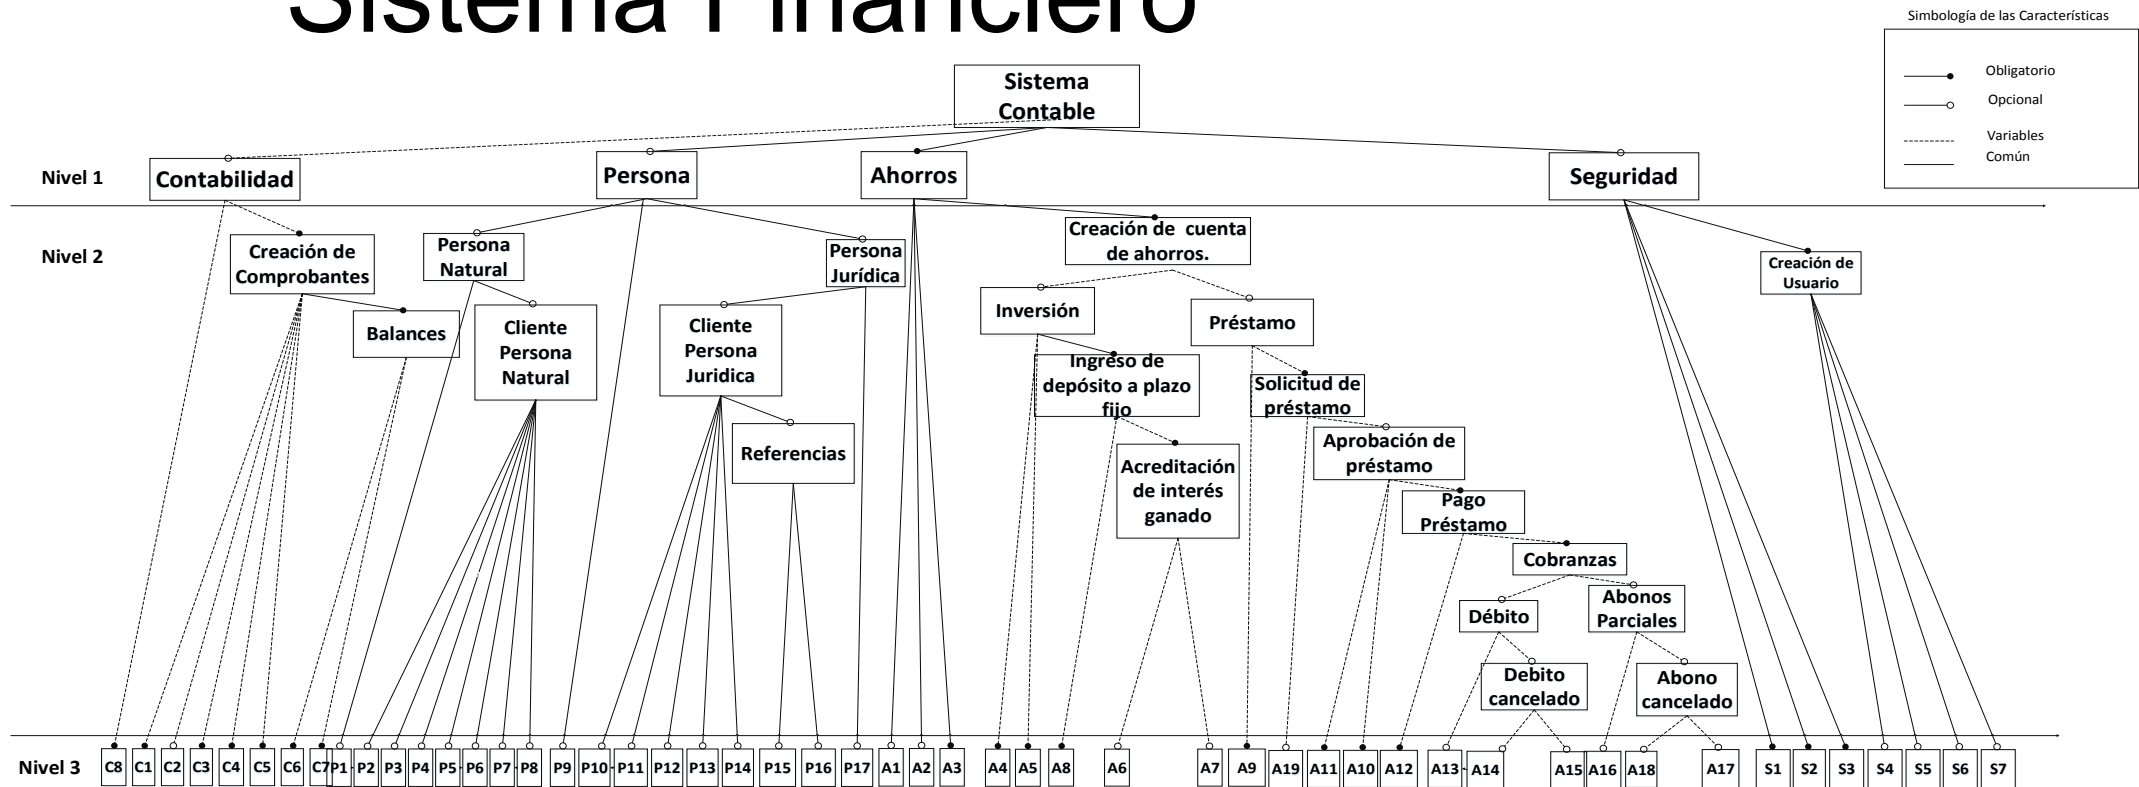 Sistema Financiero
Simbología de las Características
Obligatorio
Opcional
Variables
Común
Sistema
Contable
Nivel 1
Contabilidad
Persona
Ahorros
Seguridad
Nivel 2
Creación de
Comprobantes
Balances
Persona
Natural
Cliente
Persona
Natural
Persona
Jurídica
Cliente
Persona
Juridica
Referencias
Creación de cuenta
de ahorros.
Inversión
Ingreso de
depósito a plazo
fijo
Acreditación
de interés
ganado
Préstamo
Solicitud de
préstamo
Aprobación de
préstamo
Pago
Préstamo
Cobranzas
Débito
Abonos
Parciales
Debito
cancelado
Abono
cancelado
Creación de
Usuario
Nivel 3
C8 C1 C2 C3 C4 C5 C6 C7 P1 P2 P3 P4 P5 P6 P7 P8 P9 P10 P11 P12 P13 P14 P15 P16 P17 A1 A2 A3 A4 A5 A8 A6 A7 A9 A19 A11 A10 A12 A13 A14 A15 A16 A18 A17 S1 S2 S3 S4 S5 S6 S7